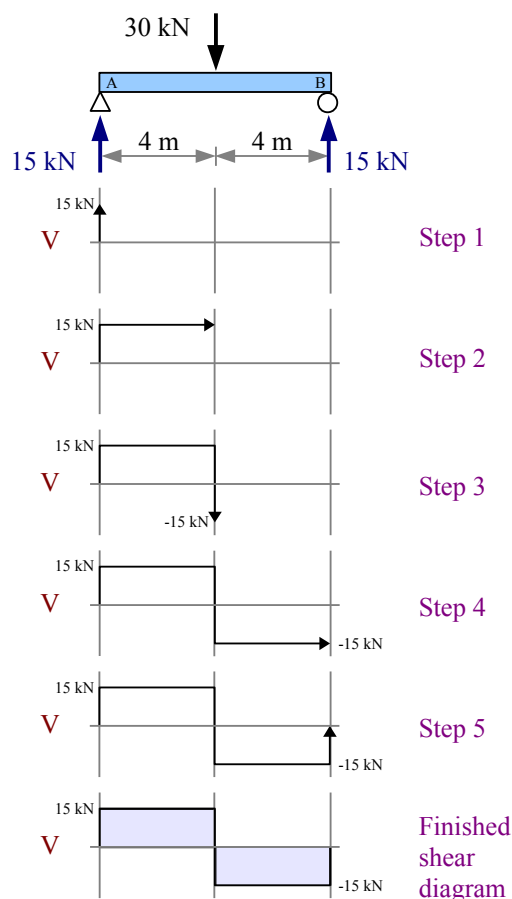 30 kN
A B
4 m 4 m
15 kN 15 kN
15 kN
V Step 1
15 kN
V Step 2
15 kN
V Step 3
-15 kN
15 kN
V Step 4
-15 kN
15 kN
V Step 5
-15 kN
15 kN
V Finished
shear
-15 kN diagram